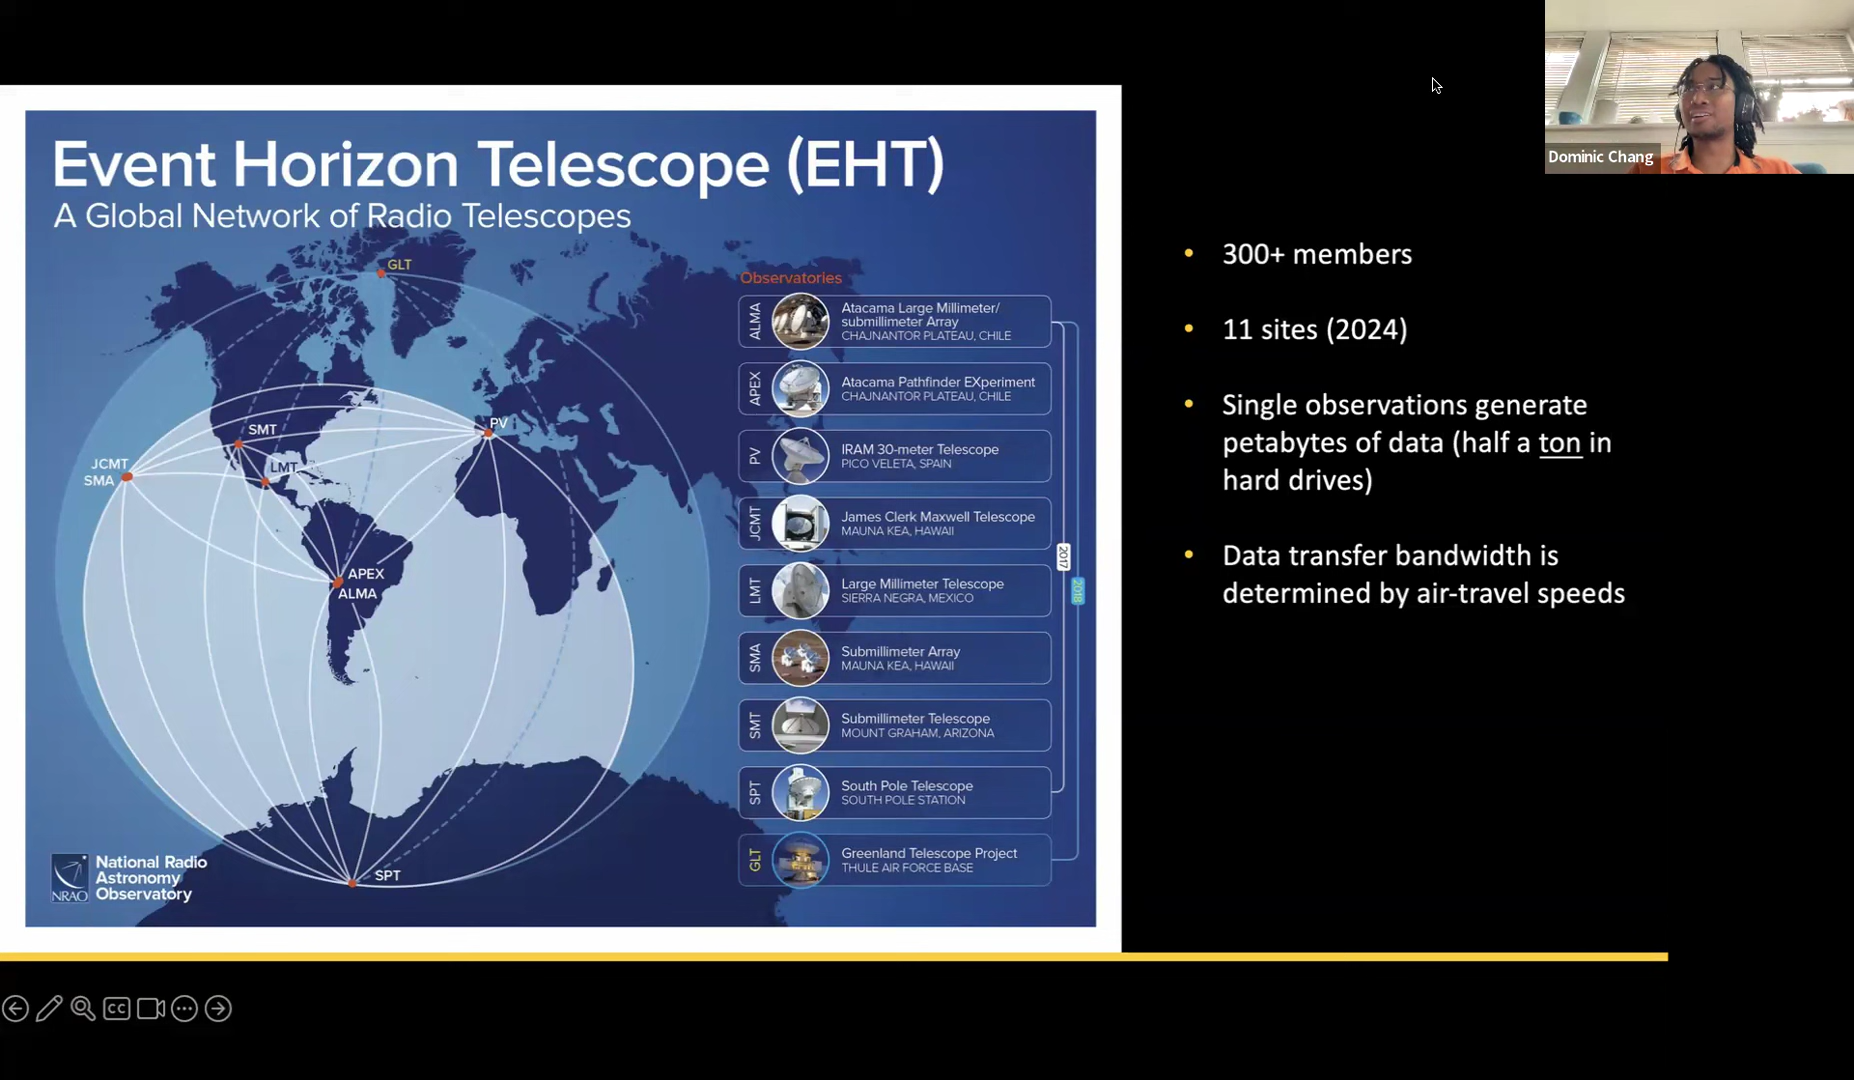 Event Horizon Telescope (EHT)
A Global Network of Radio Telescopes
GLT
SMT
PV
JCMT
SMA
LMT
APEX
ALMA
SPT
National Radio
Astronomy
Observatory
NRAO
Observatories
ALMA
Atacama Large Millimeter/
submillimeter Array
CHAJNANTOR PLATEAU, CHILE
APEX
Atacama Pathfinder EXperiment
CHAJNANTOR PLATEAU, CHILE
PV
IRAM 30-meter Telescope
PICO VELETA, SPAIN
JCMT
James Clerk Maxwell Telescope
MAUNA KEA, HAWAII
LMT
Large Millimeter Telescope
SIERRA NEGRA, MEXICO
SMA
Submillimeter Array
MAUNA KEA, HAWAII
SMT
Submillimeter Telescope
MOUNT GRAHAM, ARIZONA
SPT
South Pole Telescope
SOUTH POLE STATION
GLT
Greenland Telescope Project
THULE AIR FORCE BASE
2017
2018
• 300+ members
• 11 sites (2024)
• Single observations generate
petabytes of data (half a ton in
hard drives)
• Data transfer bandwidth is
determined by air-travel speeds
Dominic Chang
CC